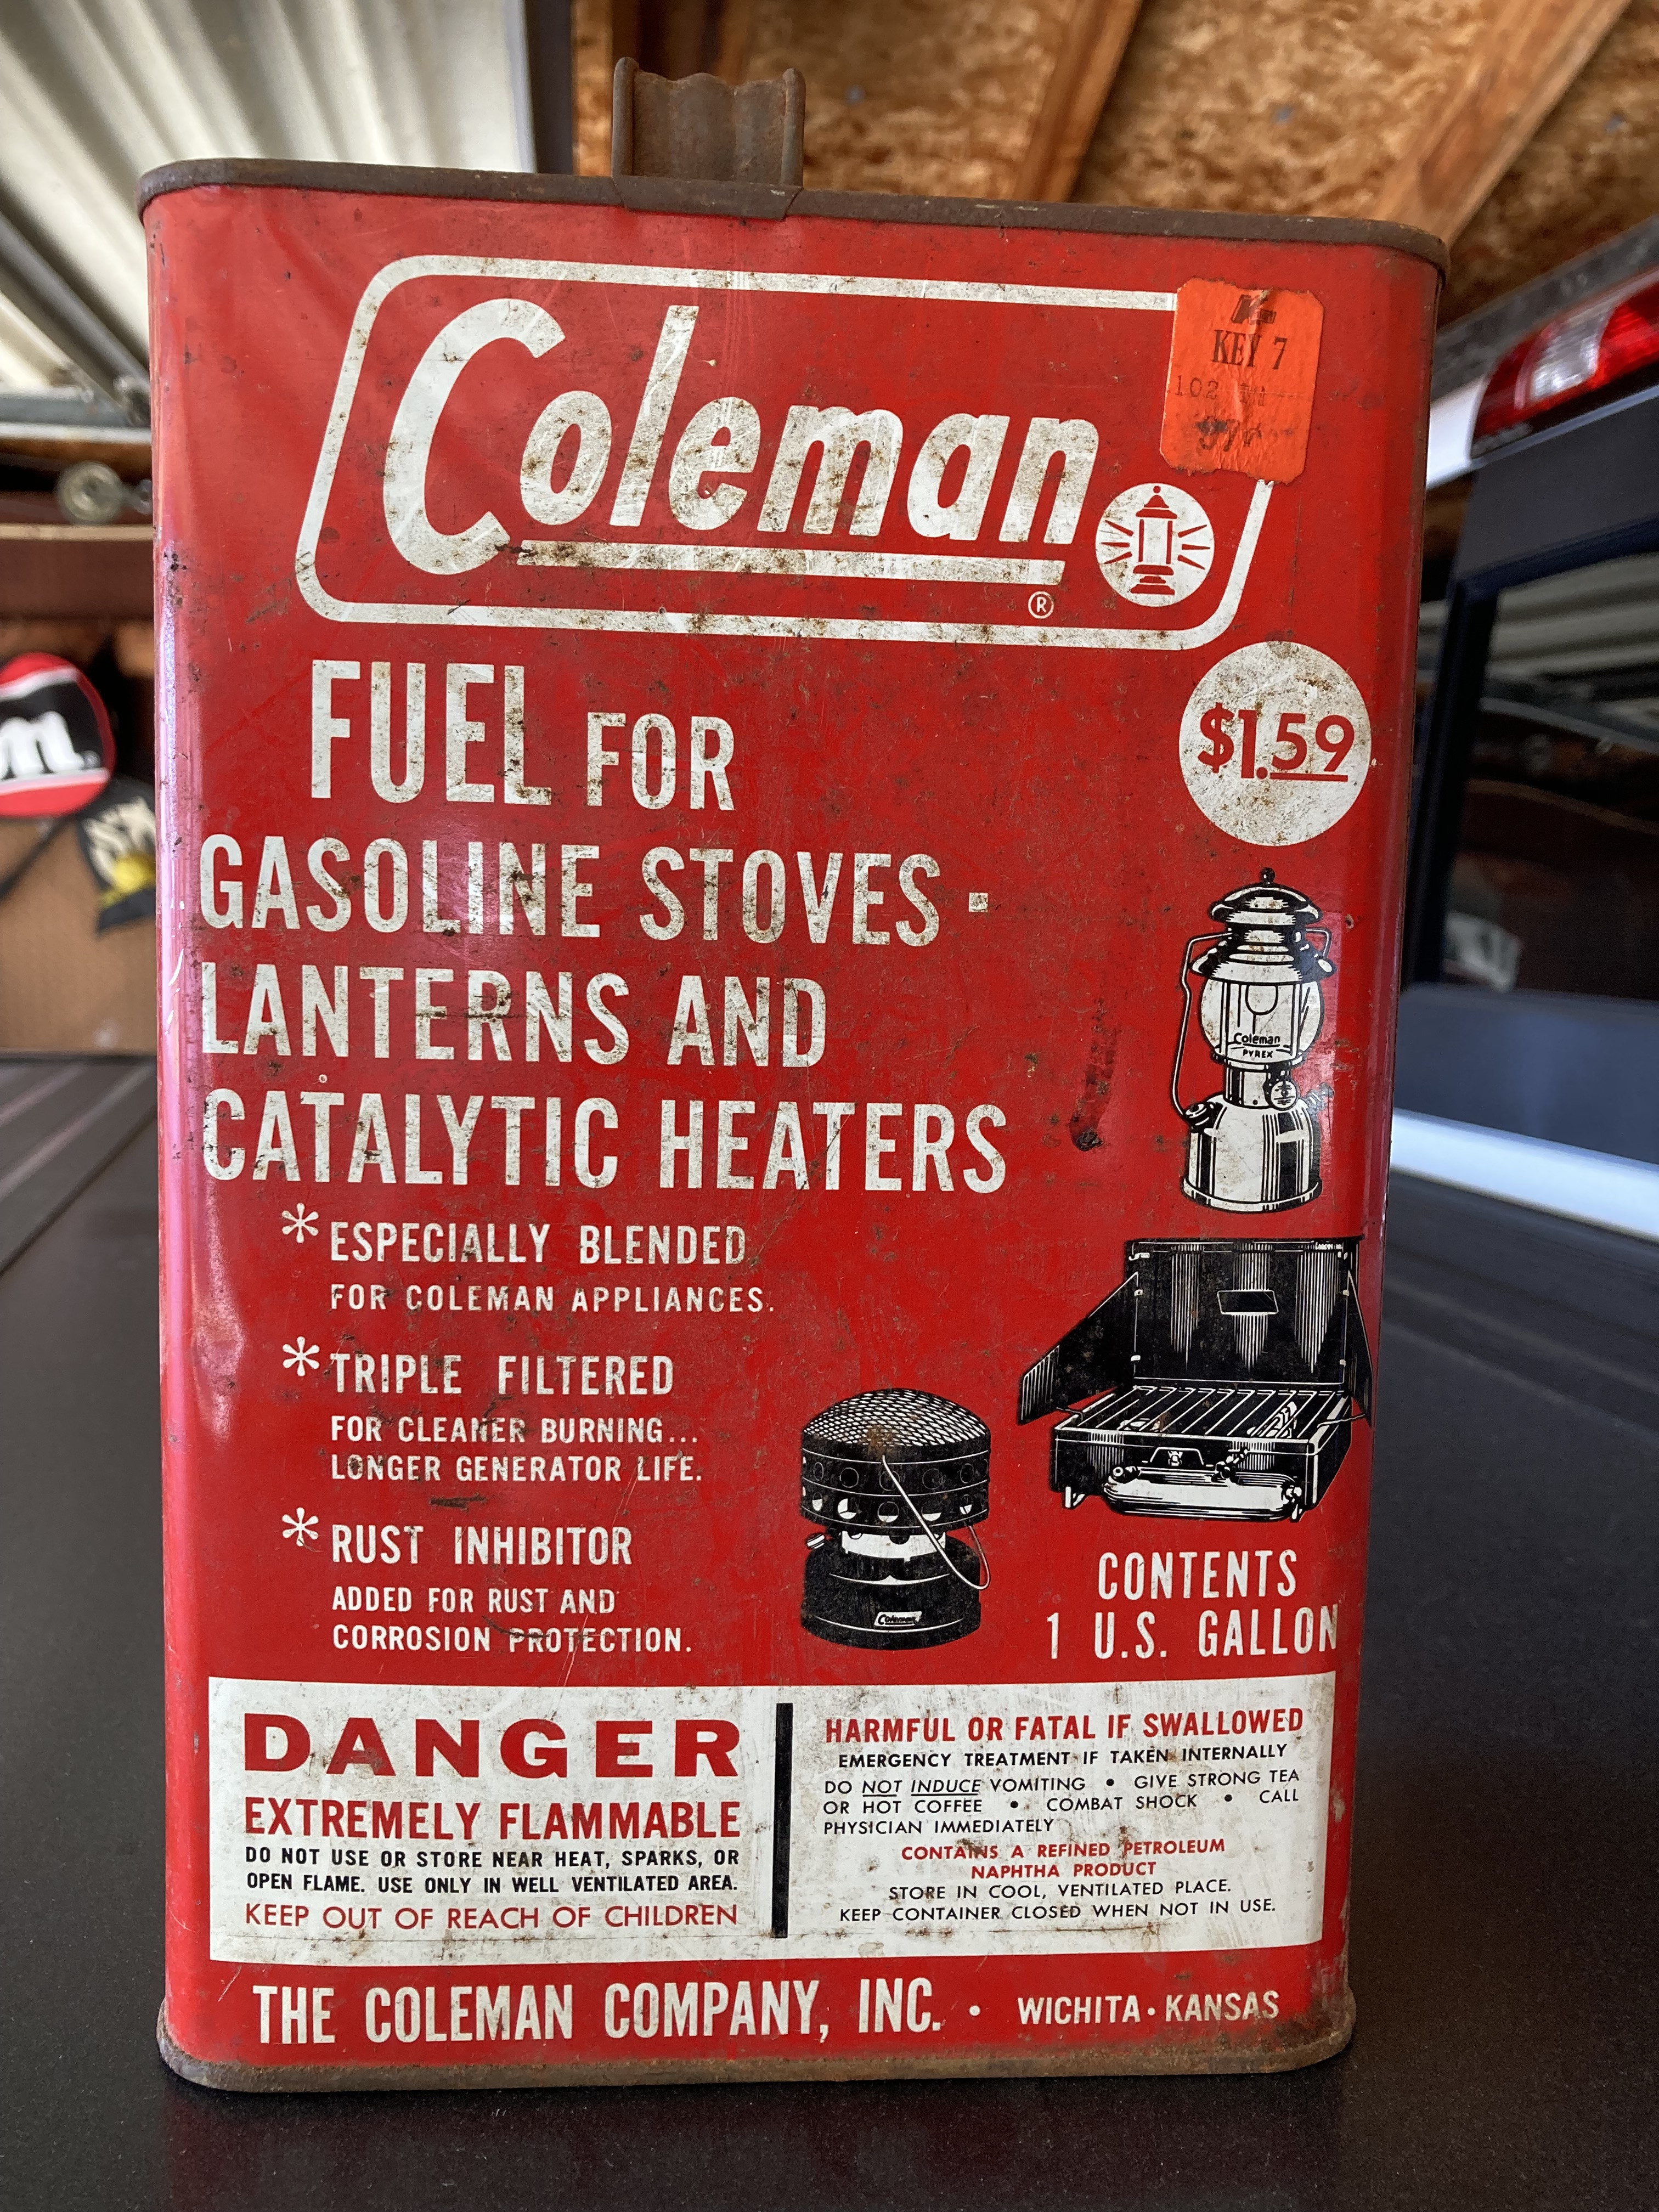 KEY 7
102
97¢
Coleman
®
FUEL FOR
$1.59
GASOLINE STOVES ·
LANTERNS AND
CATALYTIC HEATERS
Coleman
PYREX
* ESPECIALLY BLENDED
FOR COLEMAN APPLIANCES.
* TRIPLE FILTERED
FOR CLEANER BURNING...
LONGER GENERATOR LIFE.
* RUST INHIBITOR
ADDED FOR RUST AND
CORROSION PROTECTION.
Coleman
CONTENTS
1 U.S. GALLON
DANGER
EXTREMELY FLAMMABLE
DO NOT USE OR STORE NEAR HEAT, SPARKS, OR
OPEN FLAME. USE ONLY IN WELL VENTILATED AREA.
KEEP OUT OF REACH OF CHILDREN
HARMFUL OR FATAL IF SWALLOWED
EMERGENCY TREATMENT IF TAKEN INTERNALLY
DO NOT INDUCE VOMITING • GIVE STRONG TEA
OR HOT COFFEE • COMBAT SHOCK • CALL
PHYSICIAN IMMEDIATELY
CONTAINS A REFINED PETROLEUM
NAPHTHA PRODUCT
STORE IN COOL, VENTILATED PLACE.
KEEP CONTAINER CLOSED WHEN NOT IN USE.
THE COLEMAN COMPANY, INC. · WICHITA · KANSAS